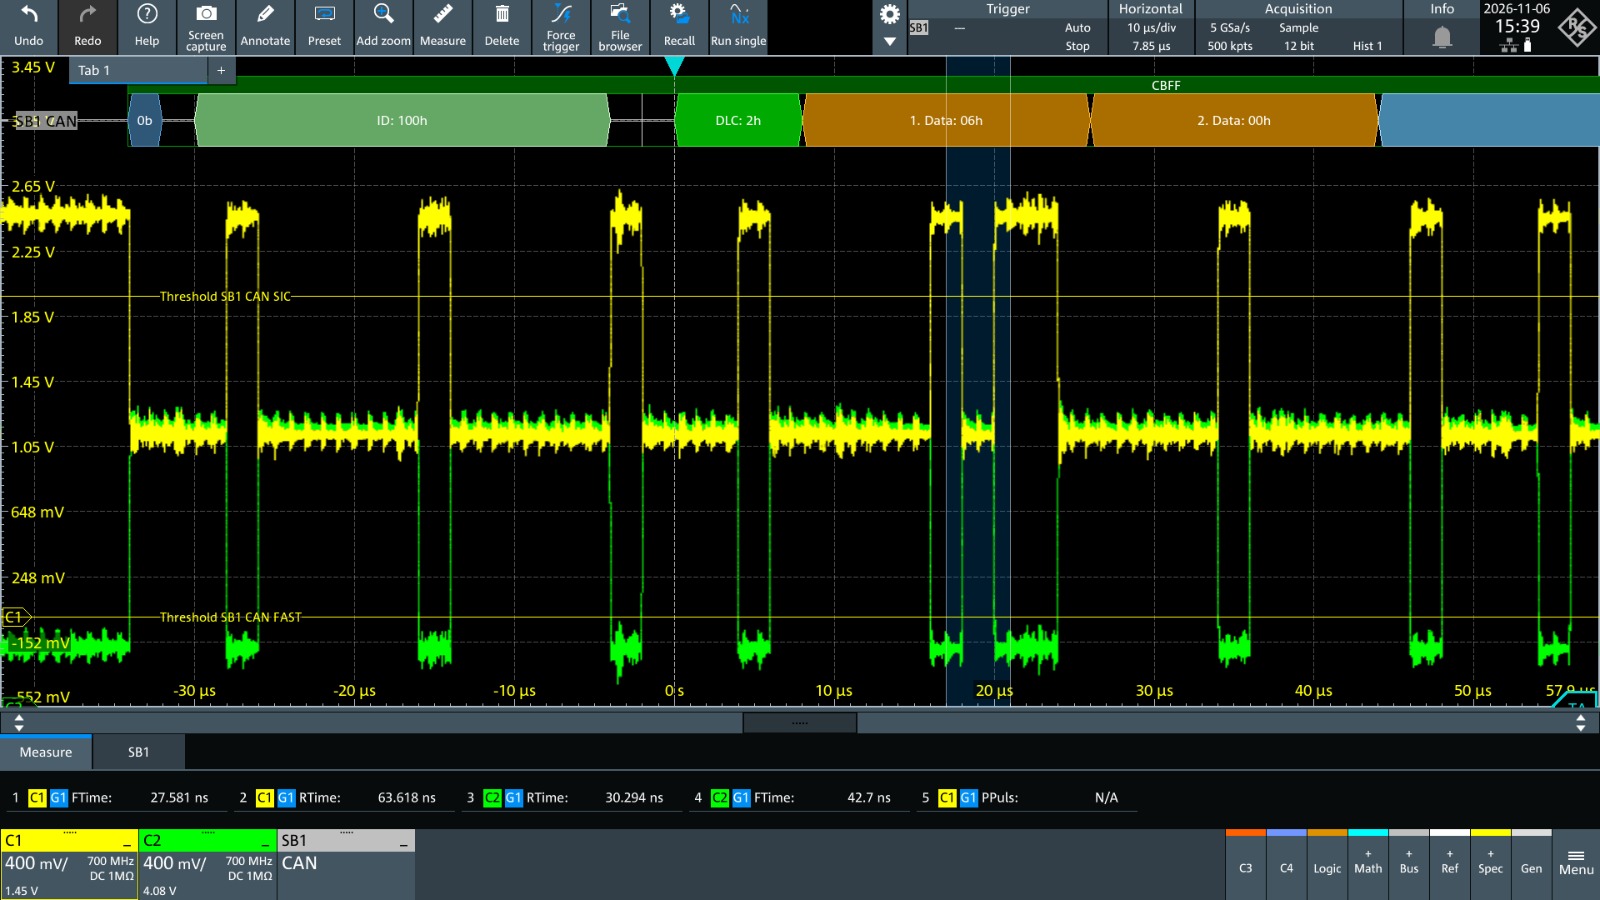 Undo
Redo
Help
Screen capture
Annotate
Preset
Add zoom
Measure
Delete
Force trigger
File browser
Recall
Nx
Run single
SB1
Trigger
Auto
Stop
Horizontal
10 µs/div
7.85 µs
Acquisition
5 GSa/s
Sample
500 kpts
12 bit
Hist 1
Info
2026-11-06
15:39
R S
3.45 V
Tab 1
+
CBFF
SB1 CAN
0b
ID: 100h
DLC: 2h
1. Data: 06h
2. Data: 00h
2.65 V
2.25 V
Threshold SB1 CAN SIC
1.85 V
1.45 V
1.05 V
648 mV
248 mV
C1
Threshold SB1 CAN FAST
-152 mV
-552 mV
-30 µs
-20 µs
-10 µs
0 s
10 µs
20 µs
30 µs
40 µs
50 µs
TA
Measure
SB1
1 C1 G1 FTime: 27.581 ns
2 C1 G1 RTime: 63.618 ns
3 C2 G1 RTime: 30.294 ns
4 C2 G1 FTime: 42.7 ns
5 C1 G1 PPuls: N/A
C1
400 mV/
700 MHz
DC 1MΩ
1.45 V
C2
400 mV/
700 MHz
DC 1MΩ
4.08 V
SB1
CAN
C3
C4
Logic
+ Math
+ Bus
+ Ref
+ Spec
Gen
Menu